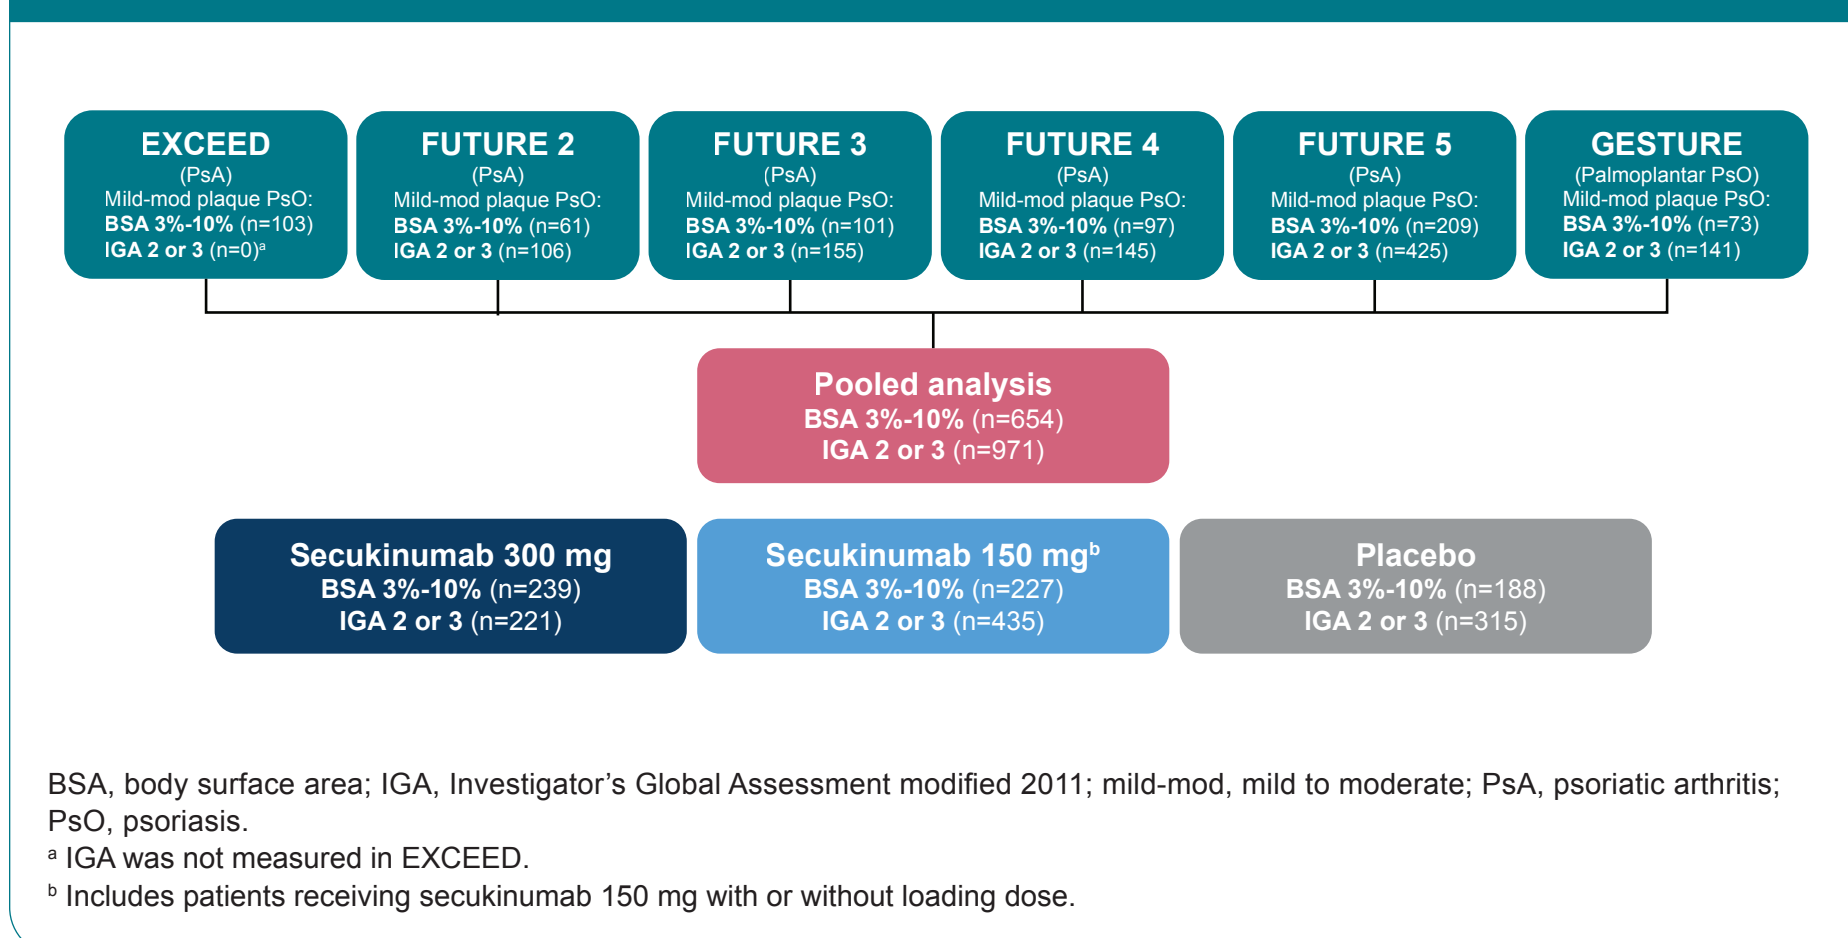 EXCEED
(PsA)
Mild-mod plaque PsO:
BSA 3%-10% (n=103)
IGA 2 or 3 (n=0)a
FUTURE 2
(PsA)
Mild-mod plaque PsO:
BSA 3%-10% (n=61)
IGA 2 or 3 (n=106)
FUTURE 3
(PsA)
Mild-mod plaque PsO:
BSA 3%-10% (n=101)
IGA 2 or 3 (n=155)
FUTURE 4
(PsA)
Mild-mod plaque PsO:
BSA 3%-10% (n=97)
IGA 2 or 3 (n=145)
FUTURE 5
(PsA)
Mild-mod plaque PsO:
BSA 3%-10% (n=209)
IGA 2 or 3 (n=425)
GESTURE
(Palmoplantar PsO)
Mild-mod plaque PsO:
BSA 3%-10% (n=73)
IGA 2 or 3 (n=141)
Pooled analysis
BSA 3%-10% (n=654)
IGA 2 or 3 (n=971)
Secukinumab 300 mg
BSA 3%-10% (n=239)
IGA 2 or 3 (n=221)
Secukinumab 150 mgb
BSA 3%-10% (n=227)
IGA 2 or 3 (n=435)
Placebo
BSA 3%-10% (n=188)
IGA 2 or 3 (n=315)
BSA, body surface area; IGA, Investigator’s Global Assessment modified 2011; mild-mod, mild to moderate; PsA, psoriatic arthritis;
PsO, psoriasis.
a IGA was not measured in EXCEED.
b Includes patients receiving secukinumab 150 mg with or without loading dose.